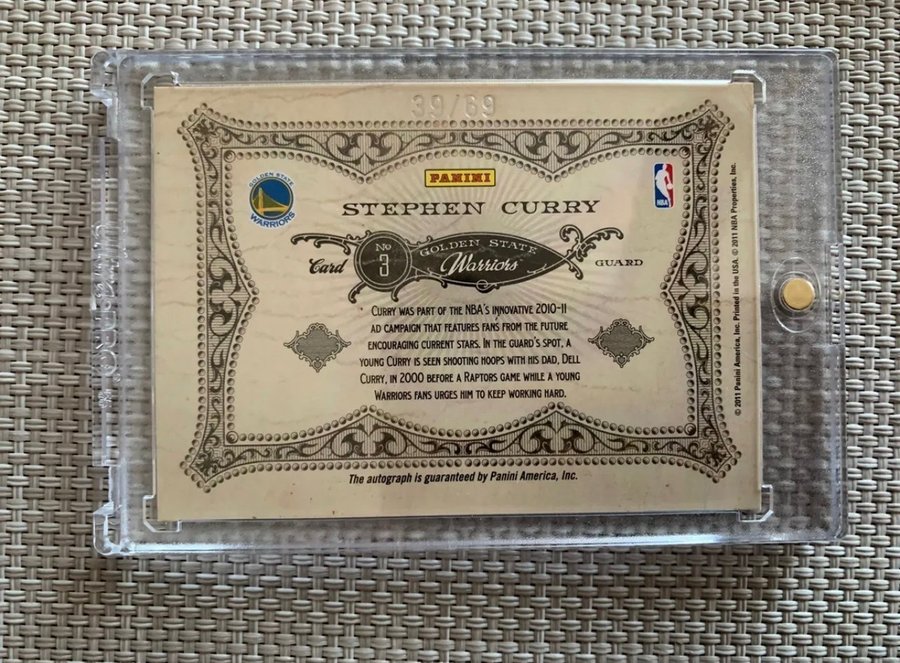 39/69
PANINI
GOLDEN STATE
WARRIORS
NBA
STEPHEN CURRY
Card
No
3
GOLDEN STATE
Warriors
GUARD
CURRY WAS PART OF THE NBA'S INNOVATIVE 2010–11
AD CAMPAIGN THAT FEATURES FANS FROM THE FUTURE
ENCOURAGING CURRENT STARS. IN THE GUARD'S SPOT, A
YOUNG CURRY IS SEEN SHOOTING HOOPS WITH HIS DAD, DELL
CURRY, IN 2000 BEFORE A RAPTORS GAME WHILE A YOUNG
WARRIORS FANS URGES HIM TO KEEP WORKING HARD.
The autograph is guaranteed by Panini America, Inc.
© 2011 Panini America, Inc. Printed in the USA. © 2011 NBA Properties, Inc.